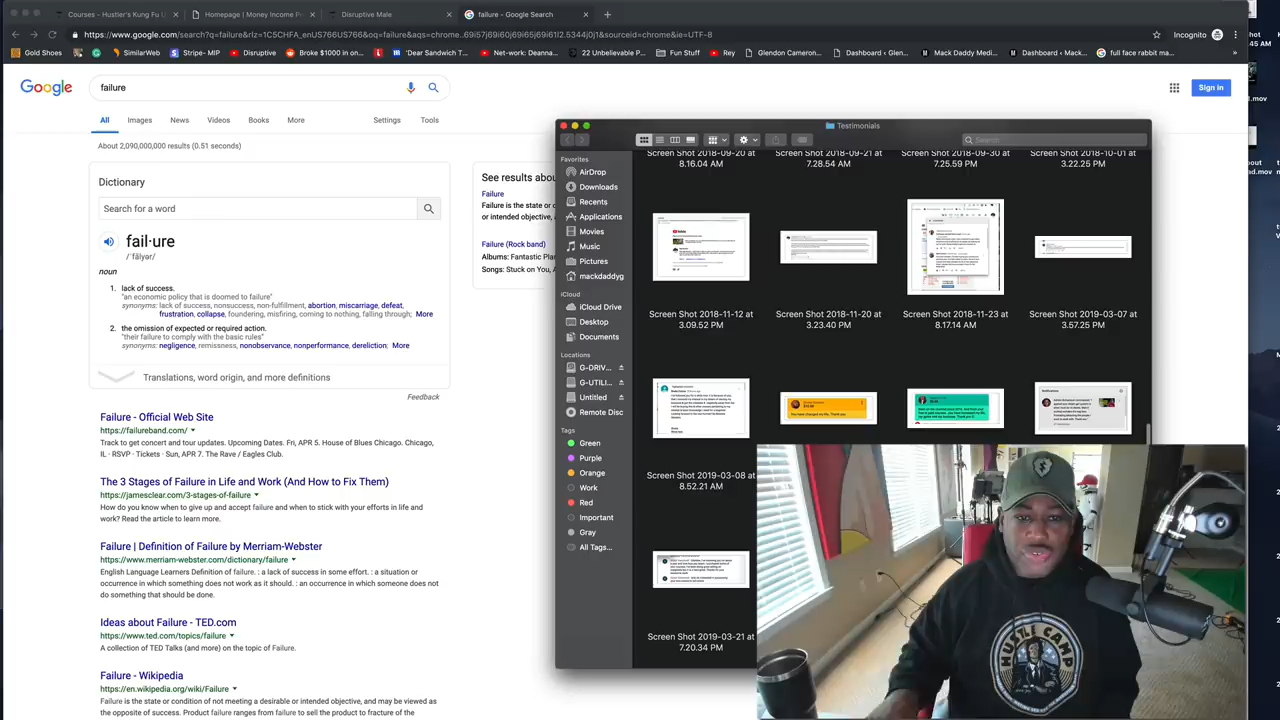 Courses - Hustler's Kung Fu U
Homepage | Money Income P
Disruptive Male
failure - Google Search
https://www.google.com/search?q=failure&rlz=1C5CHFA_enUS766US766&oq=failure&aqs=chrome..69i57j69i60j69i65j69i61l2.5344j0j1&sourceid=chrome&ie=UTF-8
Incognito
Gold Shoes
SimilarWeb
Stripe- MIP
Disruptive
Broke $1000 in on...
'Dear Sandwich T...
Net-work: Deanna...
22 Unbelievable P...
Fun Stuff
Rey
Glendon Cameron...
Dashboard ‹ Glen...
Mack Daddy Medi...
Dashboard ‹ Mack...
full face rabbit ma...
Google
failure
Sign in
All
Images
News
Videos
Books
More
Settings
Tools
About 2,090,000,000 results (0.51 seconds)
Dictionary
Search for a word
fail·ure
/ˈfālyər/
noun
1. lack of success.
"an economic policy that is doomed to failure"
synonyms: lack of success, nonsuccess, non-fulfillment, abortion, miscarriage, defeat,
frustration, collapse, foundering, misfiring, coming to nothing, falling through; More
2. the omission of expected or required action.
"their failure to comply with the basic rules"
synonyms: negligence, remissness, nonobservance, nonperformance, dereliction; More
Translations, word origin, and more definitions
Feedback
Failure - Official Web Site
https://failureband.com/
Track to get concert and tour updates. Upcoming Dates. Fri, APR 5. House of Blues Chicago. Chicago,
IL · RSVP · Tickets · Sun, APR 7. The Rave / Eagles Club.
The 3 Stages of Failure in Life and Work (And How to Fix Them)
https://jamesclear.com/3-stages-of-failure
How do you know when to give up and accept failure and when to stick with your efforts in life and
work? Read the article to learn more.
Failure | Definition of Failure by Merriam-Webster
https://www.merriam-webster.com/dictionary/failure
English Language Learners Definition of failure. : a lack of success in some effort. : a situation or
occurrence in which something does not work as it should. : an occurrence in which someone does not
do something that should be done.
Ideas about Failure - TED.com
https://www.ted.com/topics/failure
A collection of TED Talks (and more) on the topic of Failure.
Failure - Wikipedia
https://en.wikipedia.org/wiki/Failure
Failure is the state or condition of not meeting a desirable or intended objective, and may be viewed as
the opposite of success. Product failure ranges from failure to sell the product to fracture of the
See results abou
Failure
Failure is the state or c
or intended objective,
Failure (Rock band)
Albums: Fantastic Plan
Songs: Stuck on You, A
Testimonials
Search
Favorites
AirDrop
Downloads
Recents
Applications
Movies
Music
Pictures
mackdaddyg
iCloud
iCloud Drive
Desktop
Documents
Locations
G-DRIV...
G-UTILI...
Untitled
Remote Disc
Tags
Green
Purple
Orange
Work
Red
Important
Gray
All Tags...
Screen Shot 2018-09-20 at 8.16.04 AM
Screen Shot 2018-09-21 at 7.28.54 AM
Screen Shot 2018-09-30 at 7.25.59 PM
Screen Shot 2018-10-01 at 3.22.25 PM
Screen Shot 2018-11-12 at 3.09.52 PM
Screen Shot 2018-11-20 at 3.23.40 PM
Screen Shot 2018-11-23 at 8.17.14 AM
Screen Shot 2019-03-07 at 3.57.25 PM
Screen Shot 2019-03-08 at 8.52.21 AM
Screen Shot 2019-03-21 at 7.20.34 PM
HUSTLE CAMP